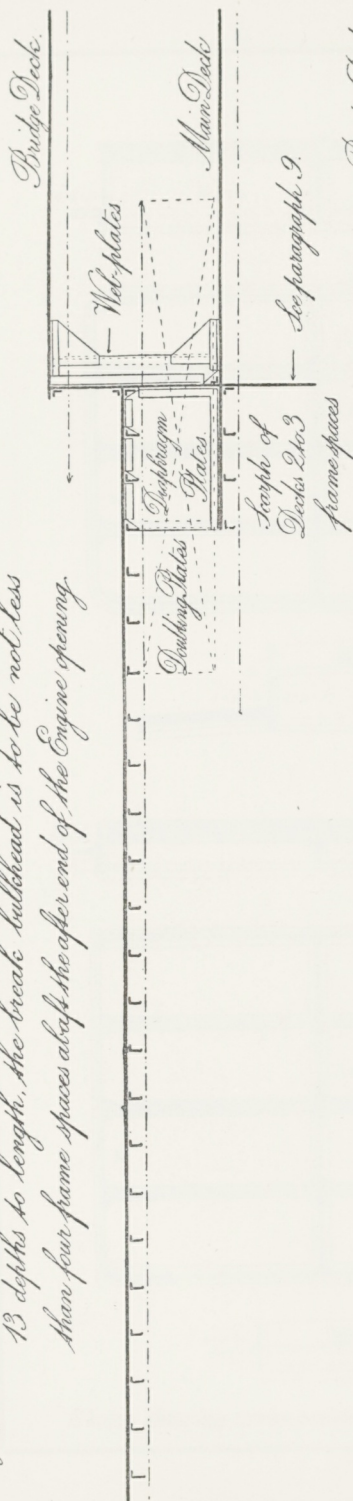 13 depths to length, the break bulkhead is to be not less
than four frame spaces abaft the after end of the Engine opening.
Bridge Deck.
Web-plates
Main Deck
Diaphragm
Plates
Doubling Plates
See paragraph 9.
Scarph of
Decks 2 to 3
frame spaces